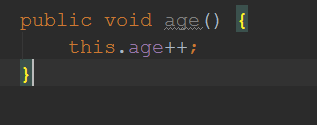 public void age() {
    this.age++;
}